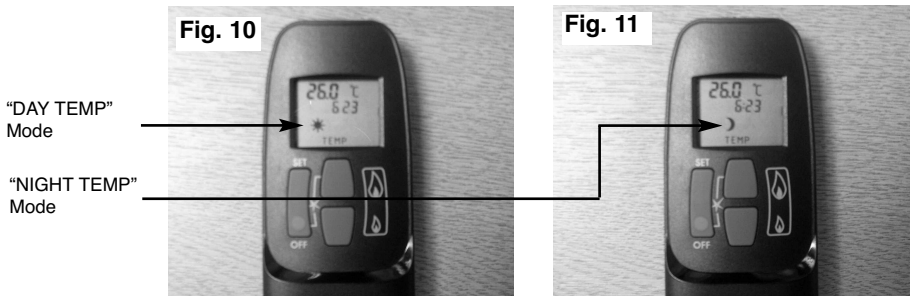 Fig. 10
26.0 °C
6:23
TEMP
SET
OFF
Fig. 11
26.0 °C
6:23
TEMP
SET
OFF
“DAY TEMP”
Mode
“NIGHT TEMP”
Mode